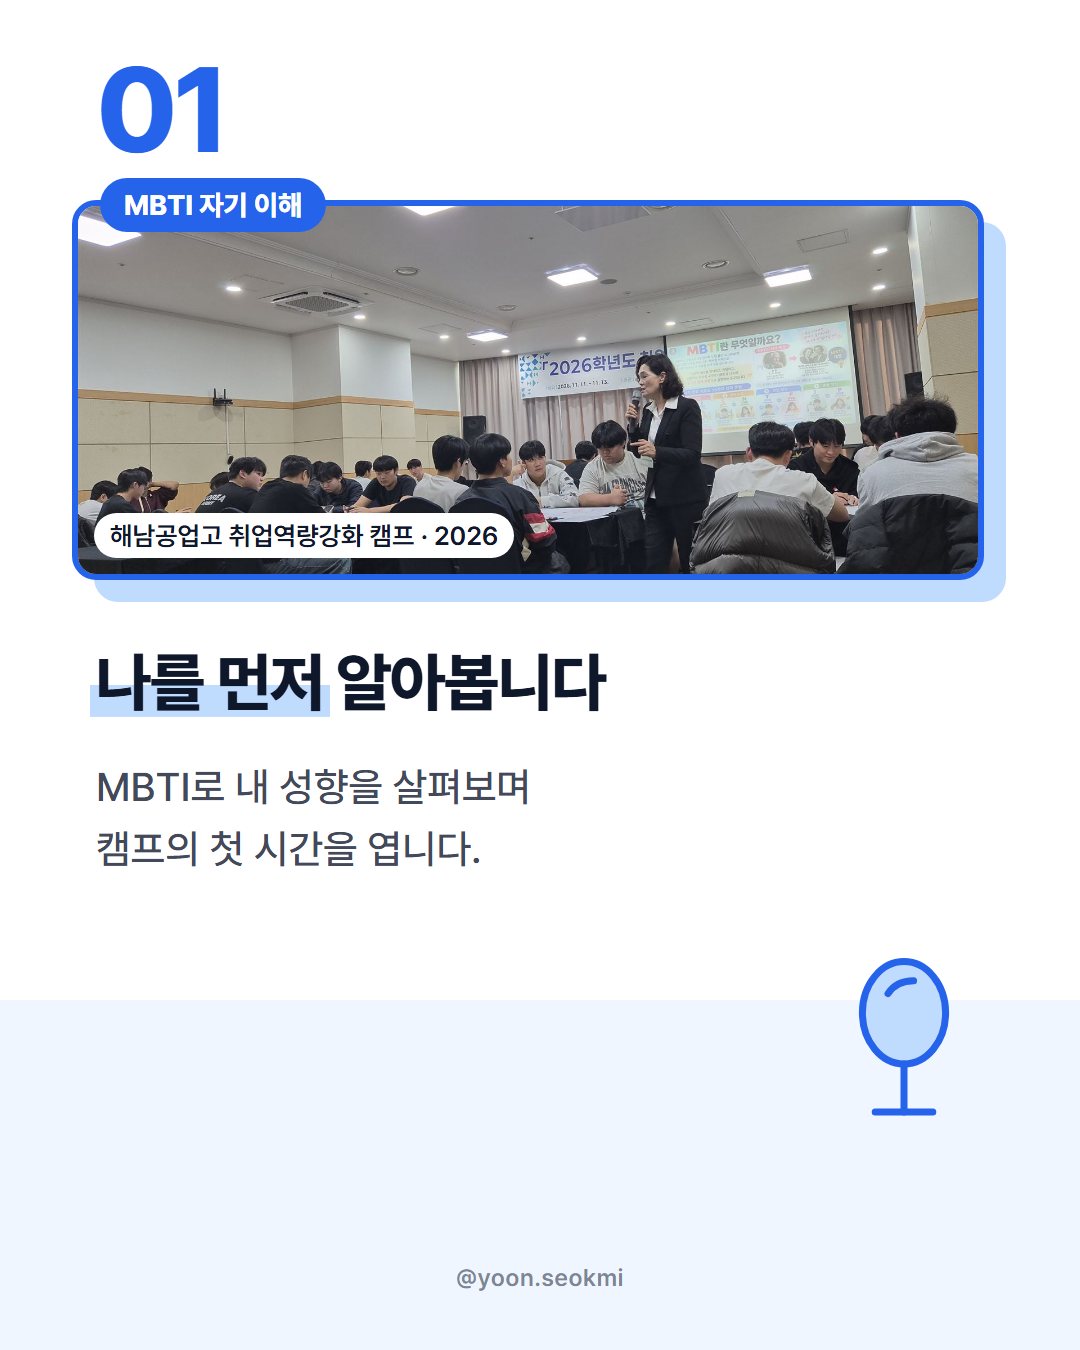 01
MBTI 자기 이해
「2026학년도 취업
MBTI란 무엇일까요?
해남공업고 취업역량강화 캠프 · 2026
나를 먼저 알아봅니다
MBTI로 내 성향을 살펴보며
캠프의 첫 시간을 엽니다.
@yoon.seokmi